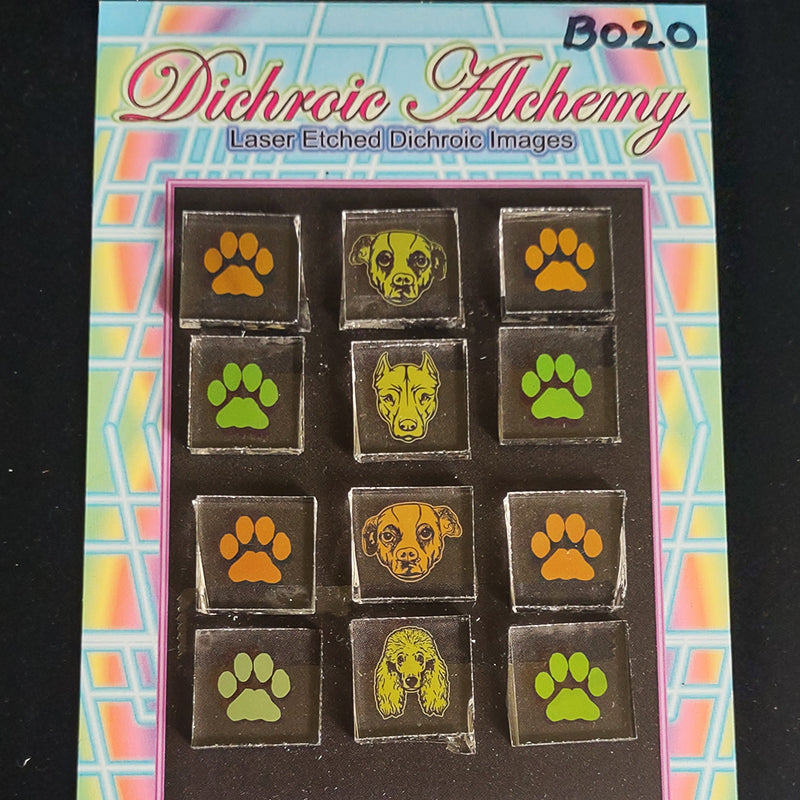 B020
Dichroic Alchemy
Laser Etched Dichroic Images